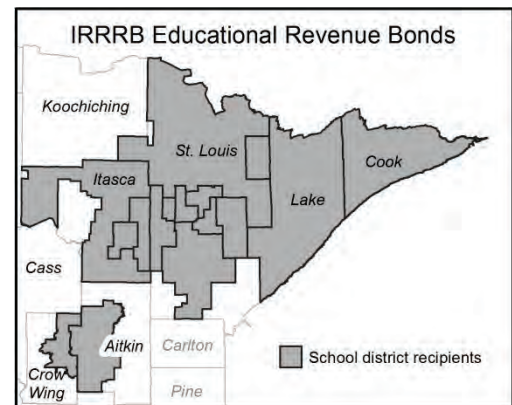 IRRRB Educational Revenue Bonds
Koochiching
St. Louis
Cook
Itasca
Lake
Cass
Aitkin
Carlton
School district recipients
Crow
Wing
Pine